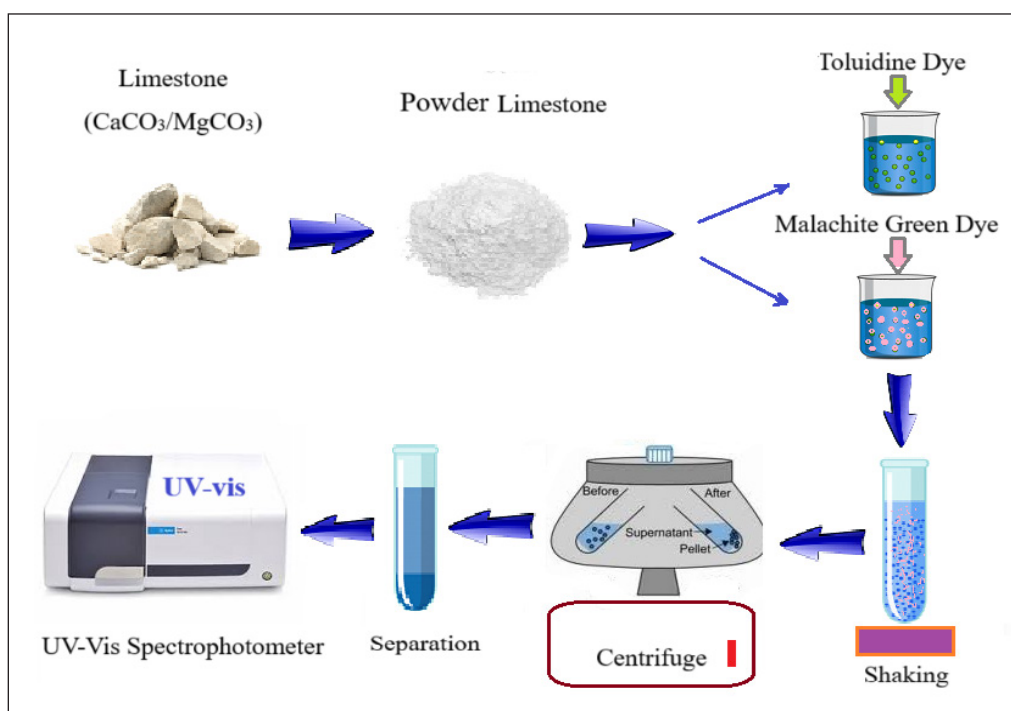 Limestone
(CaCO₃/MgCO₃)
Powder Limestone
Toluidine Dye
Malachite Green Dye
Shaking
Before
After
Supernatant
Pellet
Centrifuge
Separation
UV-vis
UV-Vis Spectrophotometer